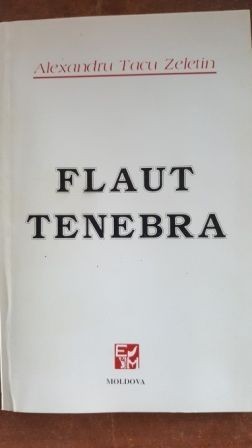 Alexandru Tacu Zeletin
FLAUT
TENEBRA
MOLDOVA